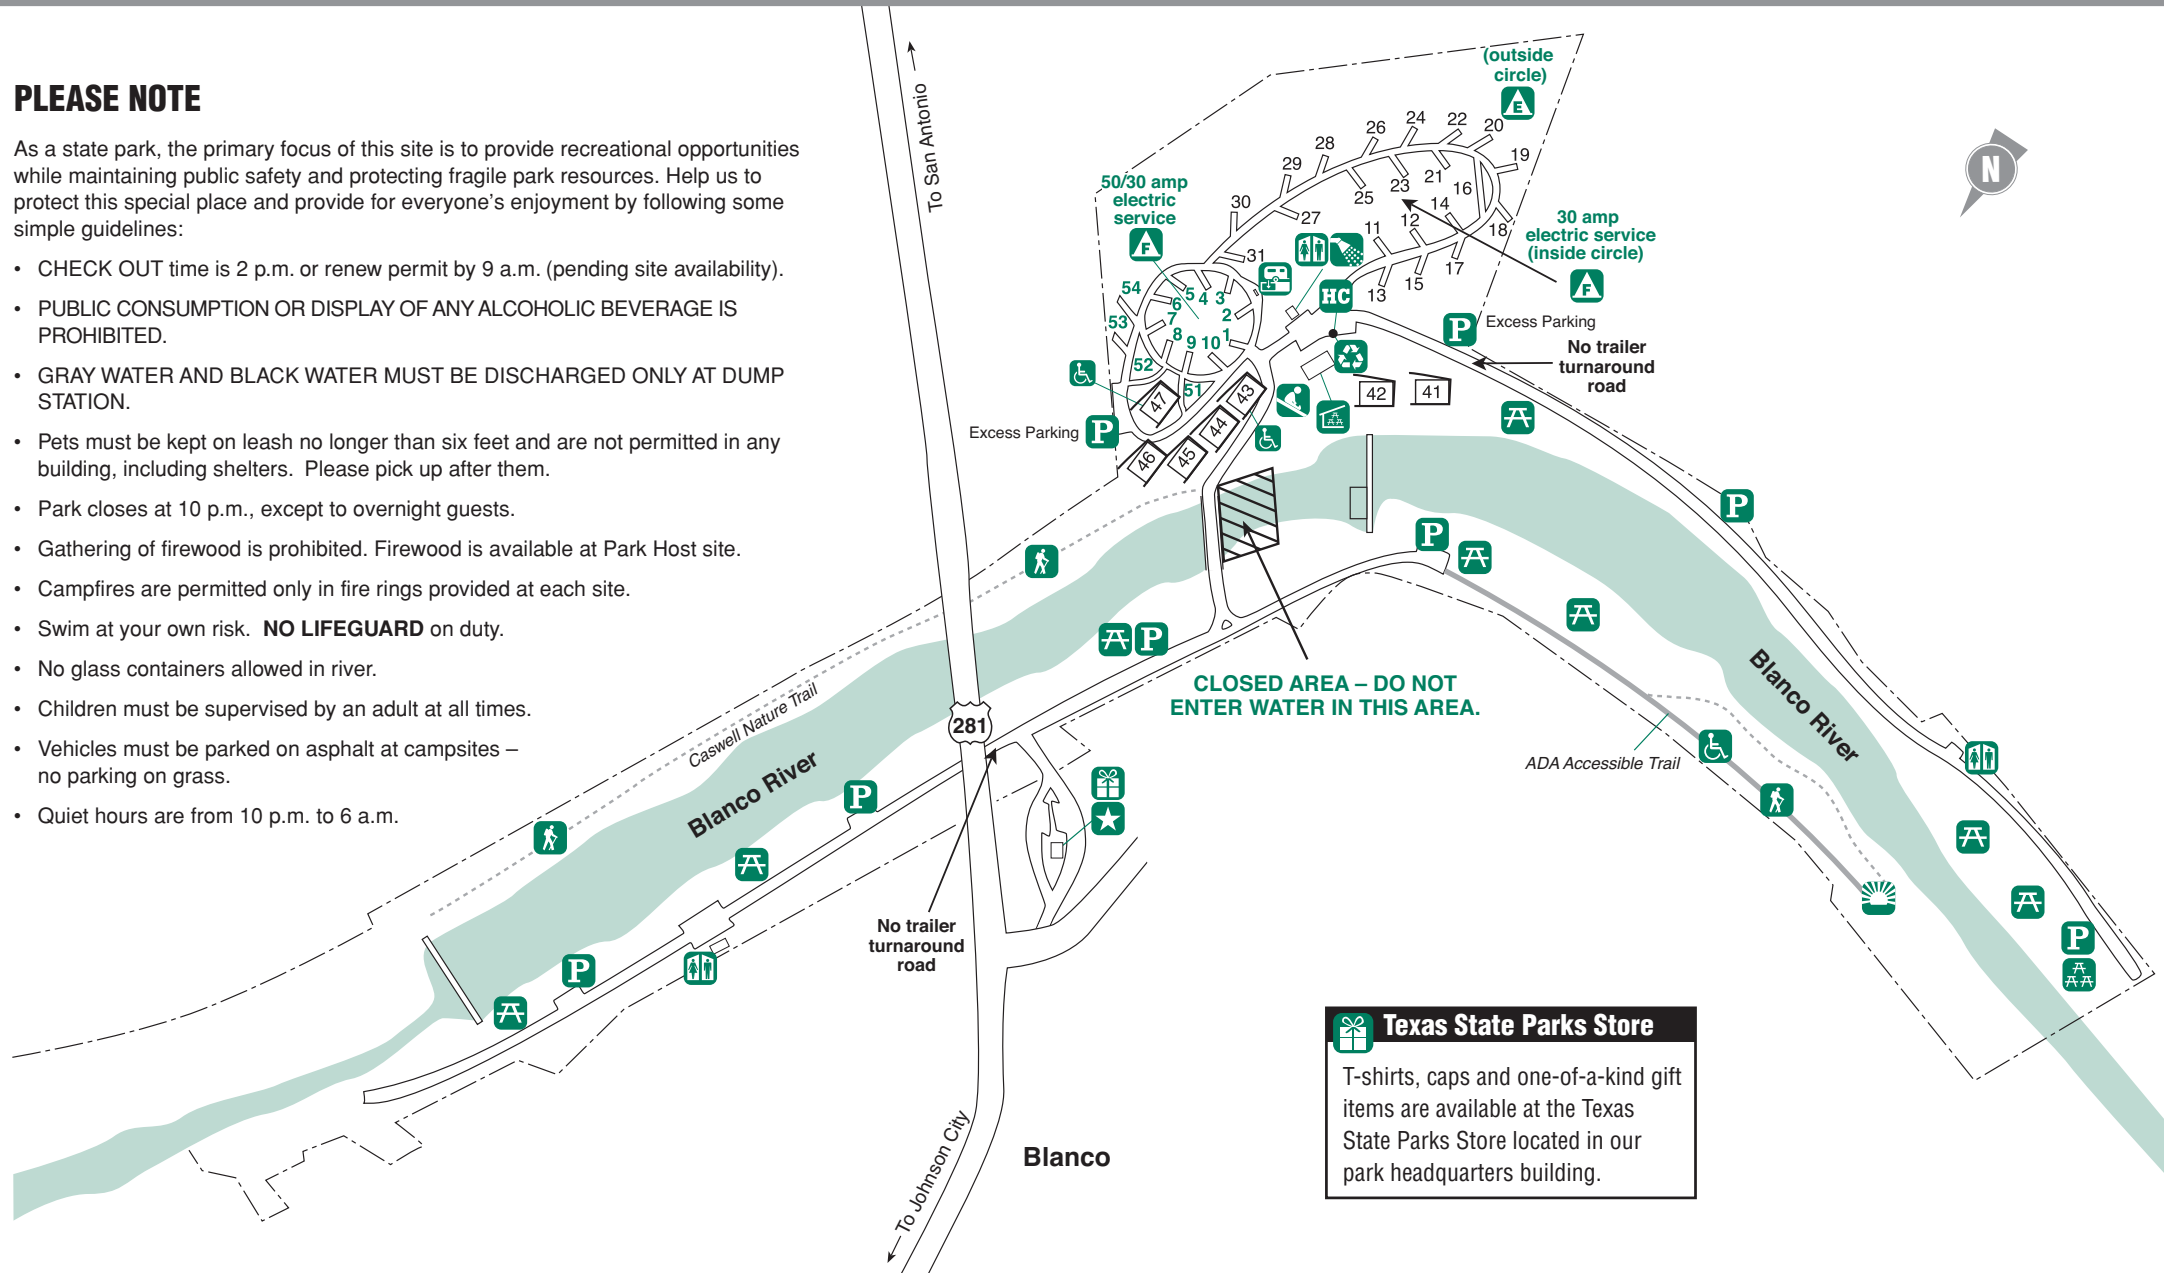 PLEASE NOTE
As a state park, the primary focus of this site is to provide recreational opportunities
while maintaining public safety and protecting fragile park resources. Help us to
protect this special place and provide for everyone's enjoyment by following some
simple guidelines:
• CHECK OUT time is 2 p.m. or renew permit by 9 a.m. (pending site availability).
• PUBLIC CONSUMPTION OR DISPLAY OF ANY ALCOHOLIC BEVERAGE IS
PROHIBITED.
• GRAY WATER AND BLACK WATER MUST BE DISCHARGED ONLY AT DUMP
STATION.
• Pets must be kept on leash no longer than six feet and are not permitted in any
building, including shelters. Please pick up after them.
• Park closes at 10 p.m., except to overnight guests.
• Gathering of firewood is prohibited. Firewood is available at Park Host site.
• Campfires are permitted only in fire rings provided at each site.
• Swim at your own risk. NO LIFEGUARD on duty.
• No glass containers allowed in river.
• Children must be supervised by an adult at all times.
• Vehicles must be parked on asphalt at campsites –
no parking on grass.
• Quiet hours are from 10 p.m. to 6 a.m.
To San Antonio
(outside
circle)
E
N
50/30 amp
electric
service
F
30 amp
electric service
(inside circle)
F
20
22
24
26
28
29
30
19
21
23
25
27
16
14
12
11
18
17
15
13
31
HC
54
53
52
51
5
4
3
6
2
7
8
9
10
1
P
Excess Parking
No trailer
turnaround
road
47
43
44
45
46
42
41
Excess Parking
P
P
P
P
CLOSED AREA – DO NOT
ENTER WATER IN THIS AREA.
Caswell Nature Trail
Blanco River
281
P
P
Blanco River
ADA Accessible Trail
P
No trailer
turnaround
road
To Johnson City
Blanco
Texas State Parks Store
T-shirts, caps and one-of-a-kind gift
items are available at the Texas
State Parks Store located in our
park headquarters building.